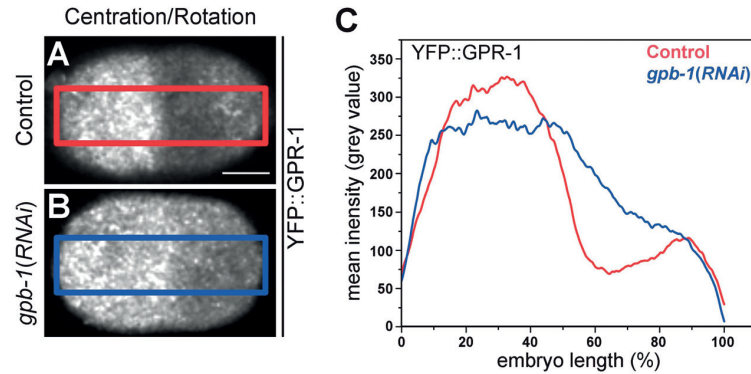 Centration/Rotation
A
Control
B
gpb-1(RNAi)
YFP::GPR-1
C
YFP::GPR-1
Control
gpb-1(RNAi)
mean inensity (grey value)
350
300
250
200
150
100
50
0
0 20 40 60 80 100
embryo length (%)